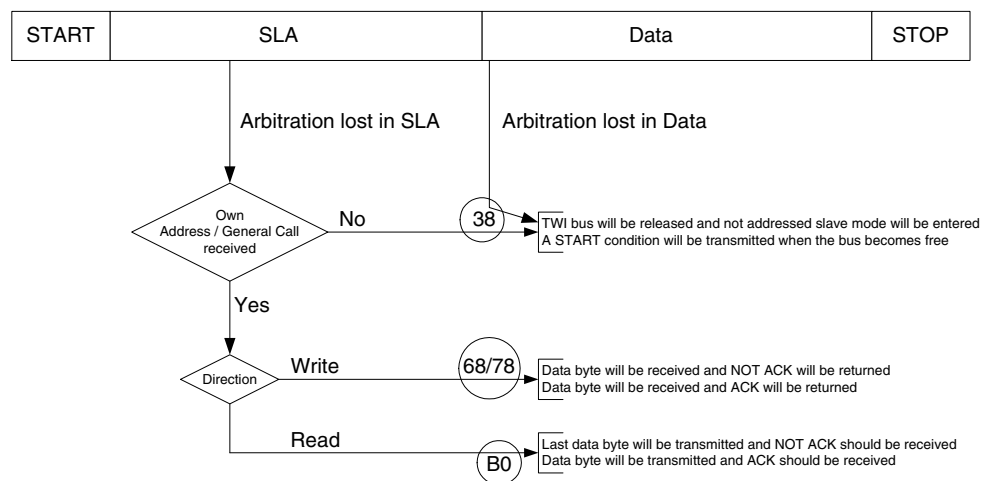 START SLA Data STOP
Arbitration lost in SLA Arbitration lost in Data
Own
Address / General Call
received
No
38
TWI bus will be released and not addressed slave mode will be entered
A START condition will be transmitted when the bus becomes free
Yes
Direction
Write
68/78
Data byte will be received and NOT ACK will be returned
Data byte will be received and ACK will be returned
Read
B0
Last data byte will be transmitted and NOT ACK should be received
Data byte will be transmitted and ACK should be received